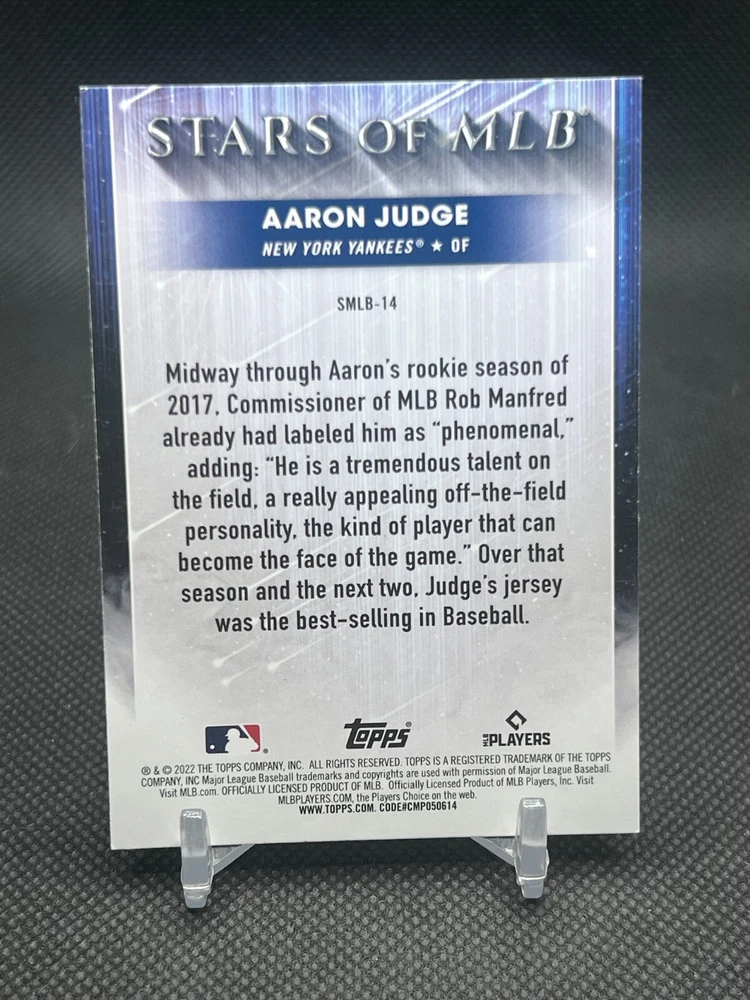 STARS OF MLB®
AARON JUDGE
NEW YORK YANKEES® ★ OF
SMLB-14
Midway through Aaron's rookie season of
2017, Commissioner of MLB Rob Manfred
already had labeled him as “phenomenal,”
adding: “He is a tremendous talent on
the field, a really appealing off-the-field
personality, the kind of player that can
become the face of the game.” Over that
season and the next two, Judge's jersey
was the best-selling in Baseball.
®
Topps®
MLB PLAYERS
® & © 2022 THE TOPPS COMPANY, INC. ALL RIGHTS RESERVED. TOPPS IS A REGISTERED TRADEMARK OF THE TOPPS
COMPANY, INC Major League Baseball trademarks and copyrights are used with permission of Major League Baseball.
Visit MLB.com. OFFICIALLY LICENSED PRODUCT OF MLB. Officially Licensed Product of MLB Players, Inc. Visit
MLBPLAYERS.COM, the Players Choice on the web.
WWW.TOPPS.COM. CODE#CMP050614